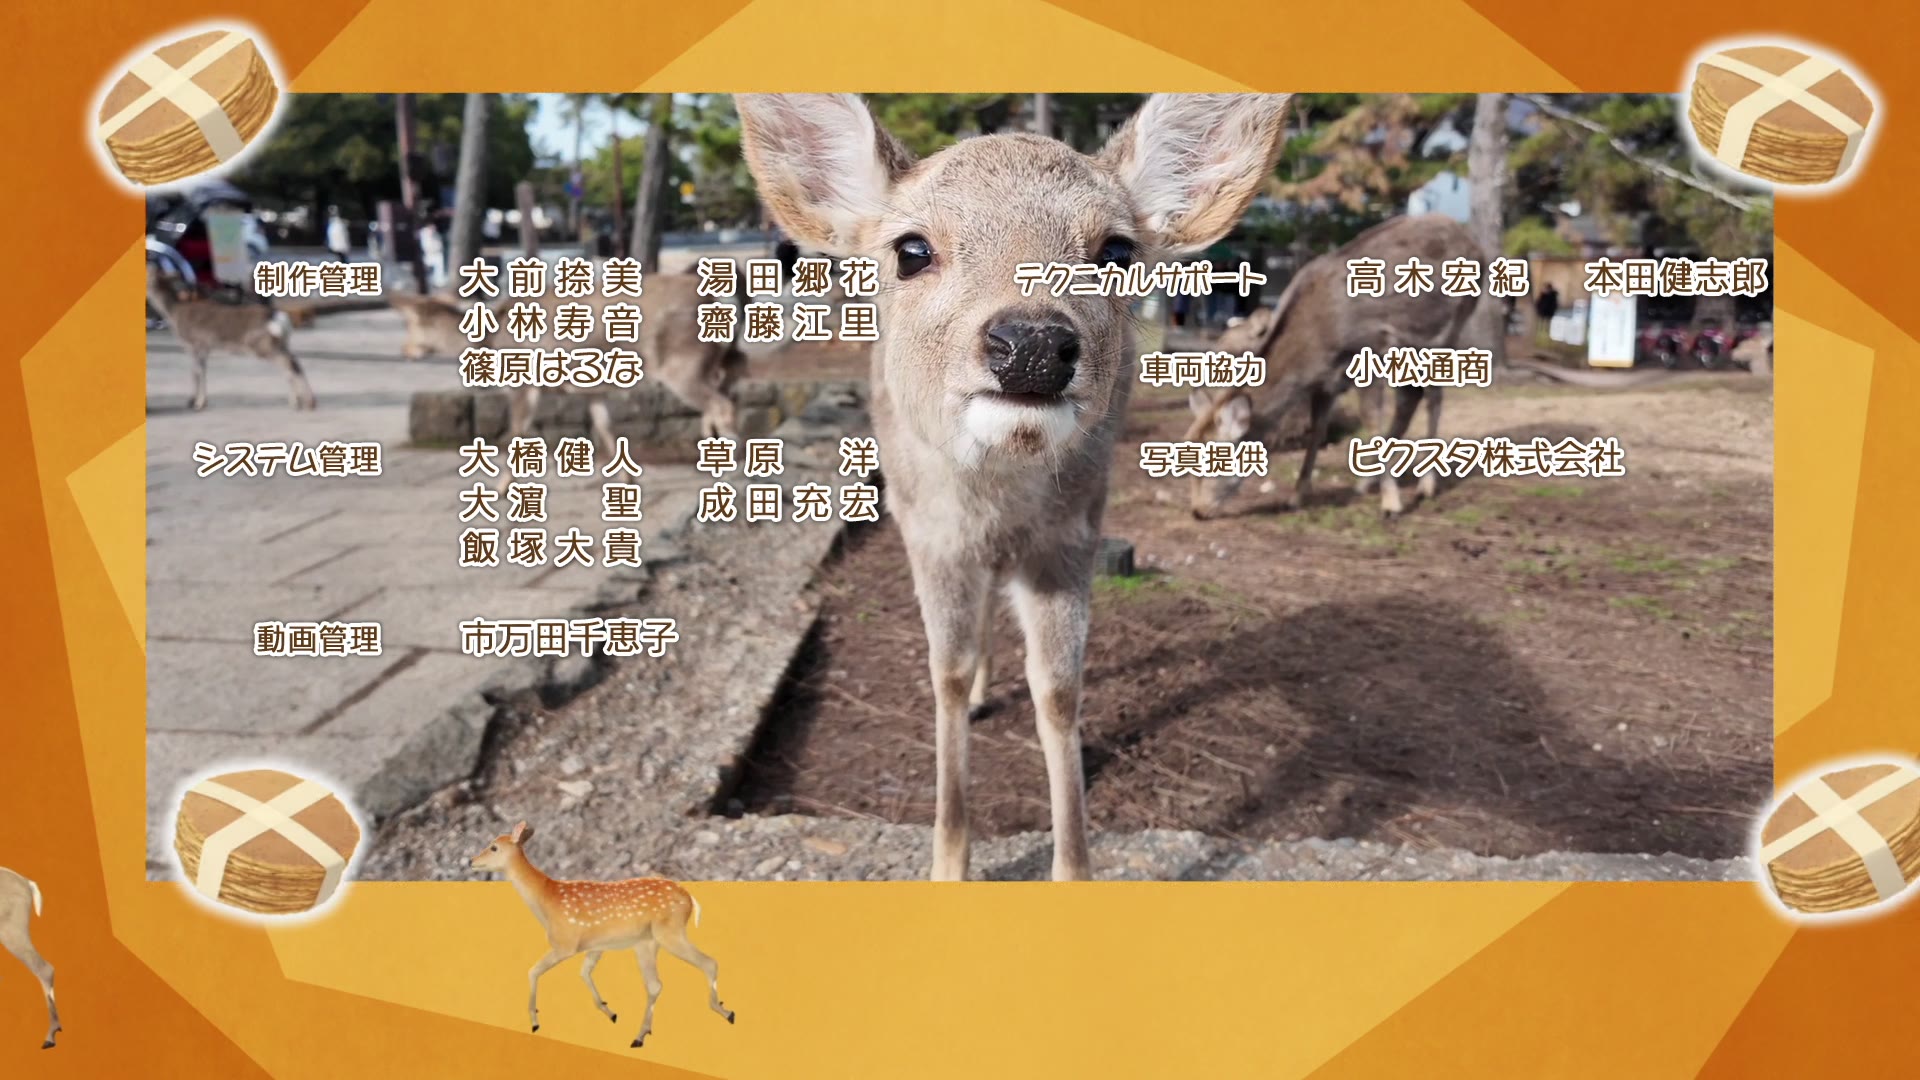 制作管理 大前捺美 湯田郷花
小林寿音 齋藤江里
篠原はるな
システム管理 大橋健人 草原洋
大濵聖 成田充宏
飯塚大貴
動画管理 市万田千恵子
テクニカルサポート 高木宏紀 本田健志郎
車両協力 小松通商
写真提供 ピクスタ株式会社